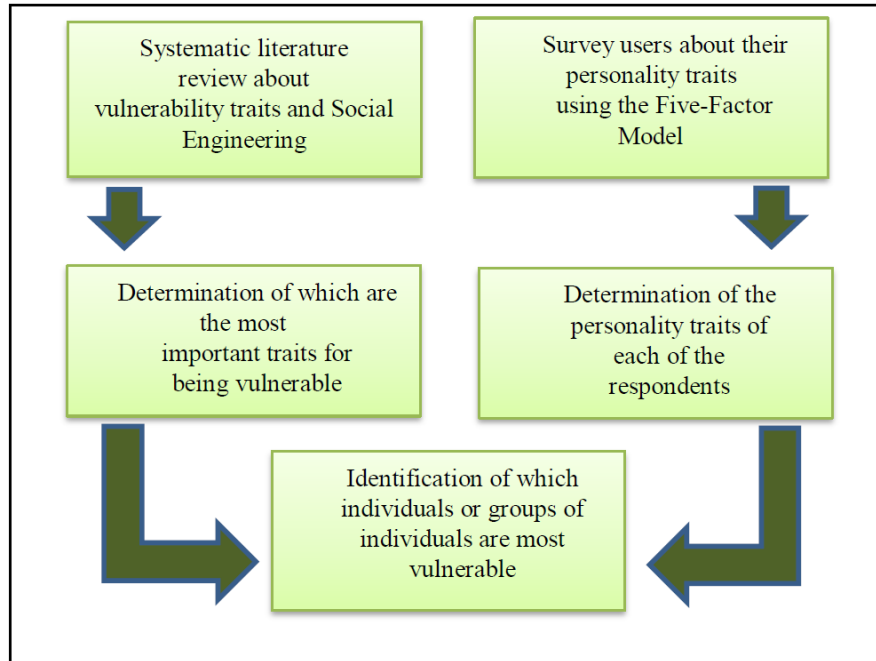 Systematic literature
review about
vulnerability traits and Social
Engineering
Survey users about their
personality traits
using the Five-Factor
Model
Determination of which are
the most
important traits for
being vulnerable
Determination of the
personality traits of
each of the
respondents
Identification of which
individuals or groups of
individuals are most
vulnerable